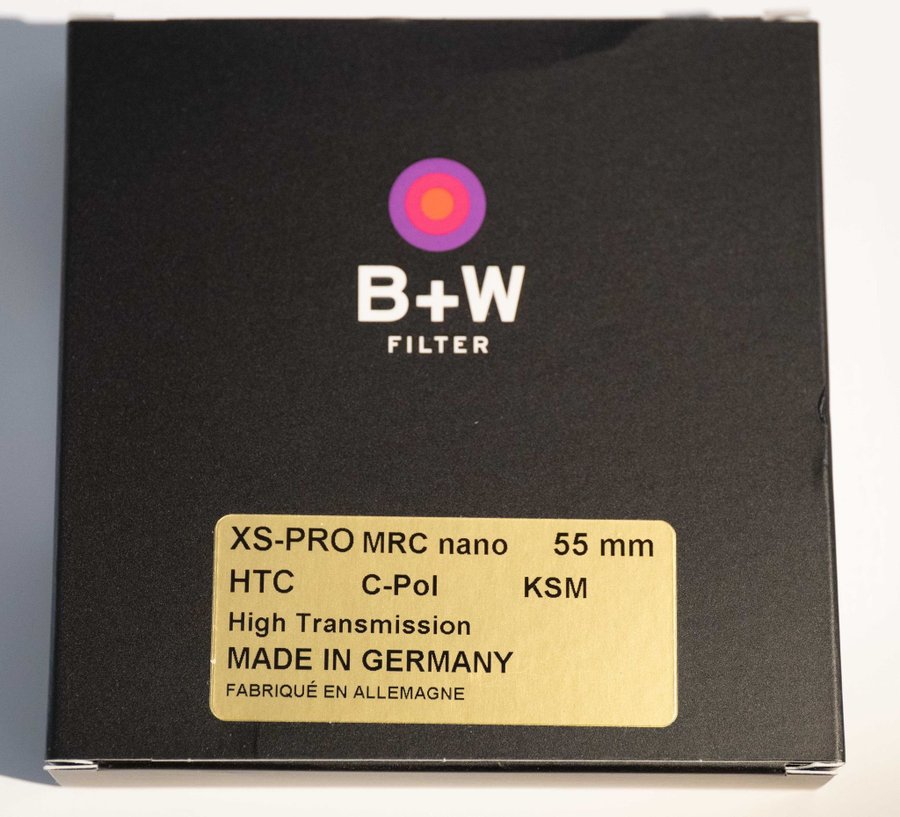 B+W
FILTER
XS-PRO MRC nano 55 mm
HTC C-Pol KSM
High Transmission
MADE IN GERMANY
FABRIQUÉ EN ALLEMAGNE